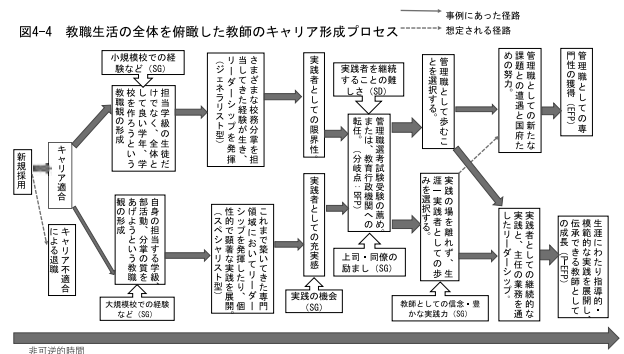 事例にあった径路
想定される径路
図4-4 教職生活の全体を俯瞰した教師のキャリア形成プロセス
新規採用
キャリア適合
キャリア不適合
による退職
小規模校での経
験など (SG)
担当学級の生徒だ
けでなく、全体と
して良い学年、学
校を作ろうという
教職観の形成
自身の担当する学級
部活動、分掌の質を
あげようという教職
観の形成
大規模校での経験
など (SG)
さまざまな校務分掌を担
当してきた経験が生き、
リーダーシップを発揮
(ジェネラリスト型)
これまで築いてきた専門
領域においてリーダー
シップを発揮したり、個
性的で顕著な実践を展開。
(スペシャリスト型)
実践者としての限界性。
実践者としての充実感
実践の機会
(SG)
実践者を継続
することの難
しさ (SD)
管理職選考試験受験の薦め
または、教育行政機関への
転任。 (分岐点：BFP)
上司・同僚の
励まし (SG)
管理職として歩むこ
とを選択する。
実践の場を離れず、生
涯一実践者としての歩
みを選択する。
教師としての信念・豊
かな実践力 (SG)
管理職としての新たな
課題との遭遇と国府た
めの努力。
実践者としての継続的な
実践と、主任層業務を通
したリーダーシップ。
管理職としての専
門性の獲得 (EFP)
生涯にわたり指導的・
模範的な実践を展開し
伝承できる教師として
の成長 (P-EFP)
非可逆的時間